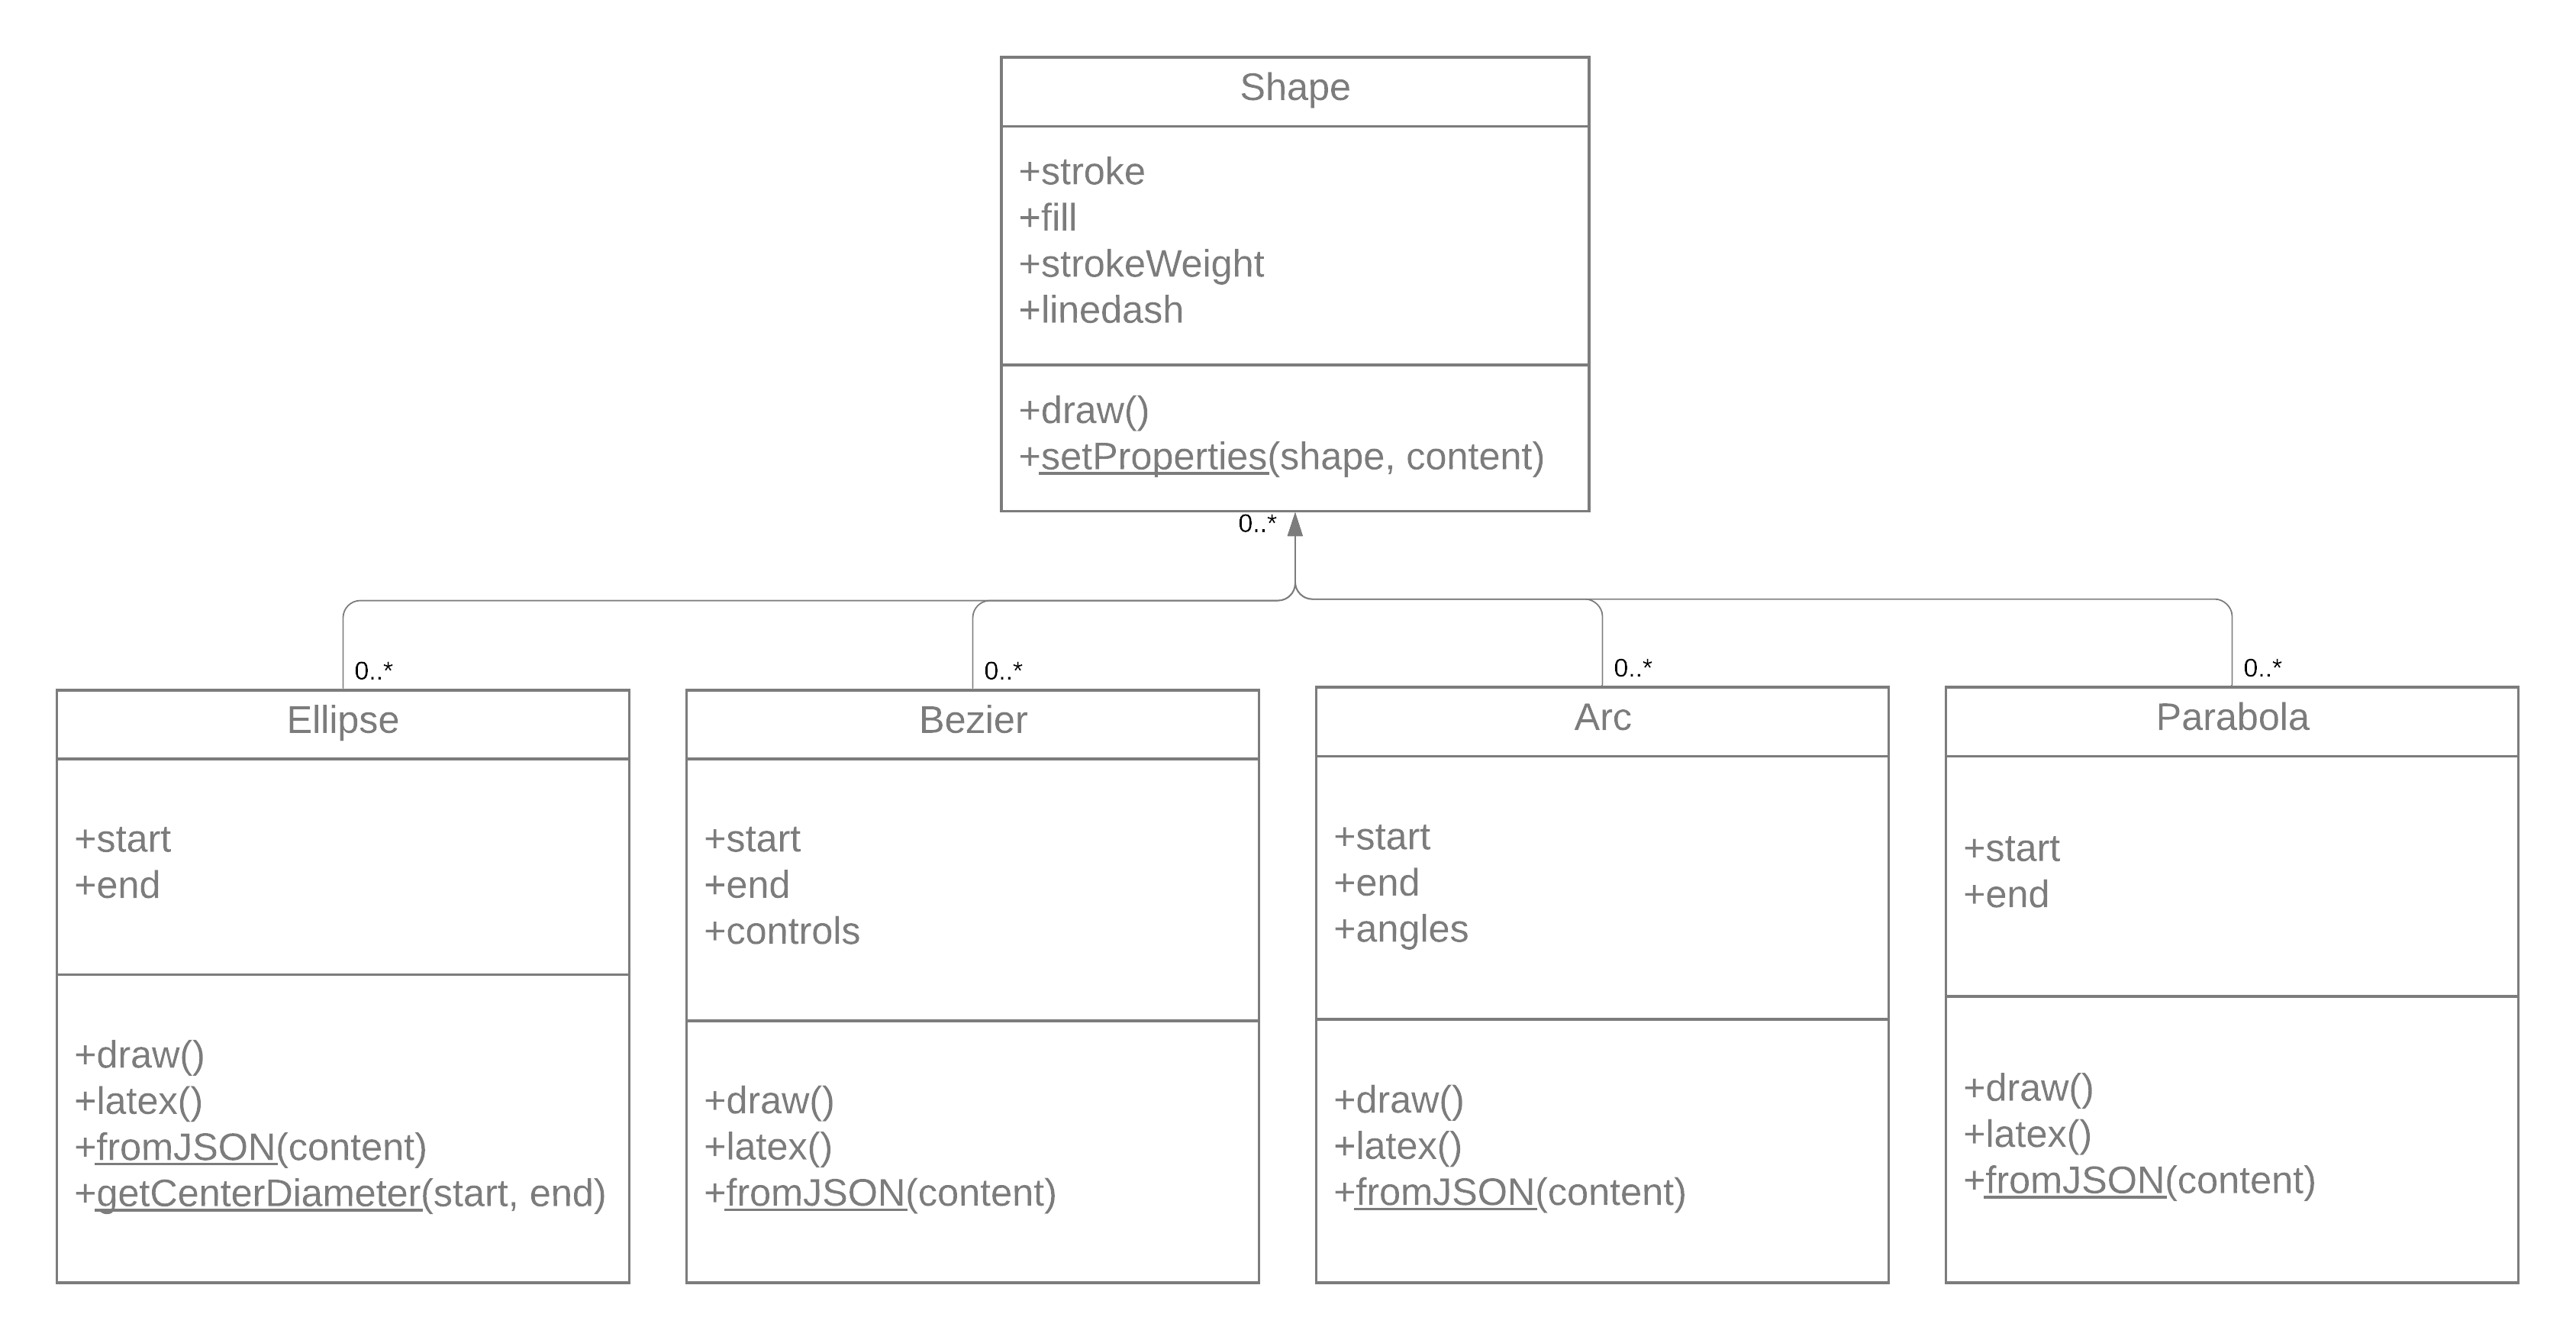 Shape
+stroke
+fill
+strokeWeight
+linedash
+draw()
+setProperties(shape, content)
0..*
0..*
0..*
0..*
0..*
Ellipse
+start
+end
+draw()
+latex()
+fromJSON(content)
+getCenterDiameter(start, end)
Bezier
+start
+end
+controls
+draw()
+latex()
+fromJSON(content)
Arc
+start
+end
+angles
+draw()
+latex()
+fromJSON(content)
Parabola
+start
+end
+draw()
+latex()
+fromJSON(content)